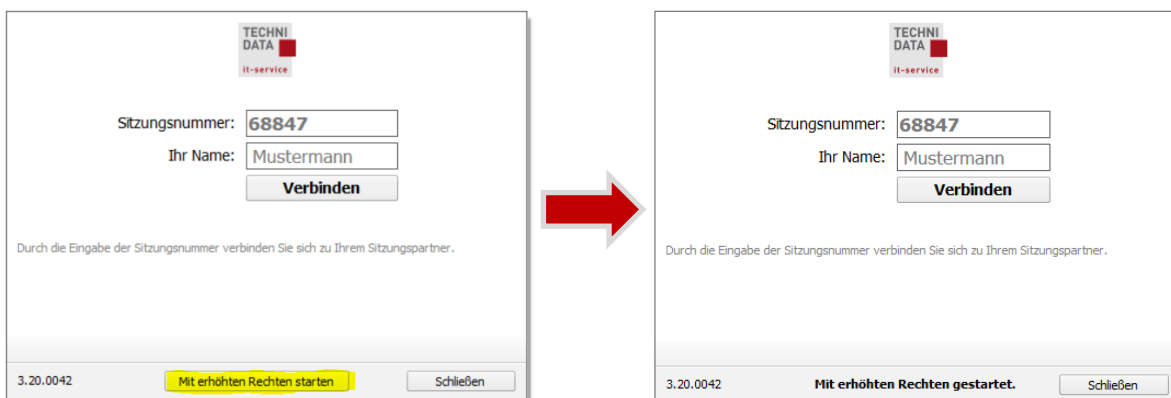 TECHNI
DATA
it-service
Sitzungsnummer: 68847
Ihr Name: Mustermann
Verbinden
Durch die Eingabe der Sitzungsnummer verbinden Sie sich zu Ihrem Sitzungspartner.
3.20.0042 Mit erhöhten Rechten starten Schließen
TECHNI
DATA
it-service
Sitzungsnummer: 68847
Ihr Name: Mustermann
Verbinden
Durch die Eingabe der Sitzungsnummer verbinden Sie sich zu Ihrem Sitzungspartner.
3.20.0042 Mit erhöhten Rechten gestartet. Schließen